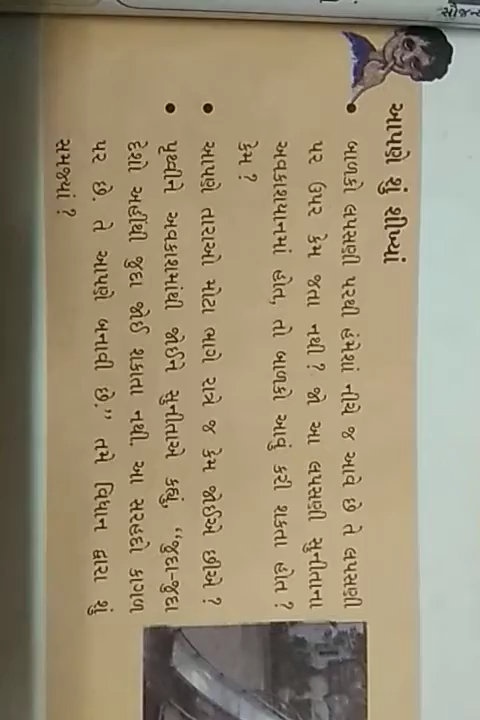 સૌજન્ય
આપણે શું શીખ્યાં
• બાળકો લપસણી પરથી હંમેશાં નીચે જ આવે છે તે લપસણી
પર ઉપર કેમ જતા નથી ? જો આ લપસણી સુનીતાના
અવકાશયાનમાં હોત, તો બાળકો આવું કરી શકતા હોત ?
કેમ ?
• આપણે તારાઓ મોટા ભાગે રાત્રે જ કેમ જોઈએ છીએ ?
• પૃથ્વીને અવકાશમાંથી જોઈને સુનીતાએ કહ્યું, “જુદા-જુદા
દેશો અહીંથી જુદા જોઈ શકાતા નથી. આ સરહદો કાગળ
પર છે. તે આપણે બનાવી છે.” તમે વિધાન દ્વારા શું
સમજ્યાં ?